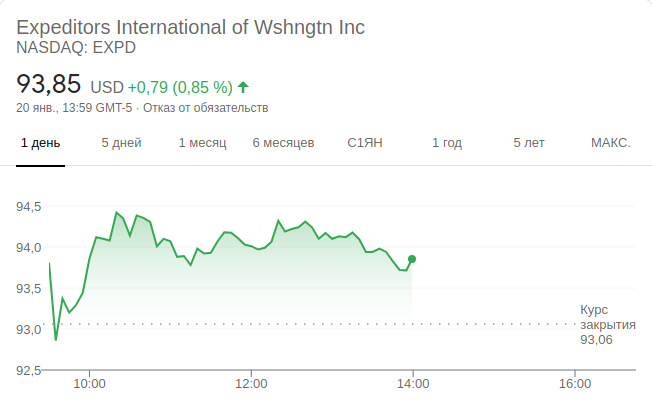 Expeditors International of Wshngtn Inc
NASDAQ: EXPD
93,85 USD +0,79 (0,85 %)
20 янв., 13:59 GMT-5 · Отказ от обязательств
1 день 5 дней 1 месяц 6 месяцев С1ЯН 1 год 5 лет МАКС.
94,5
94,0
93,5
93,0
92,5
Курс
закрытия
93,06
10:00 12:00 14:00 16:00